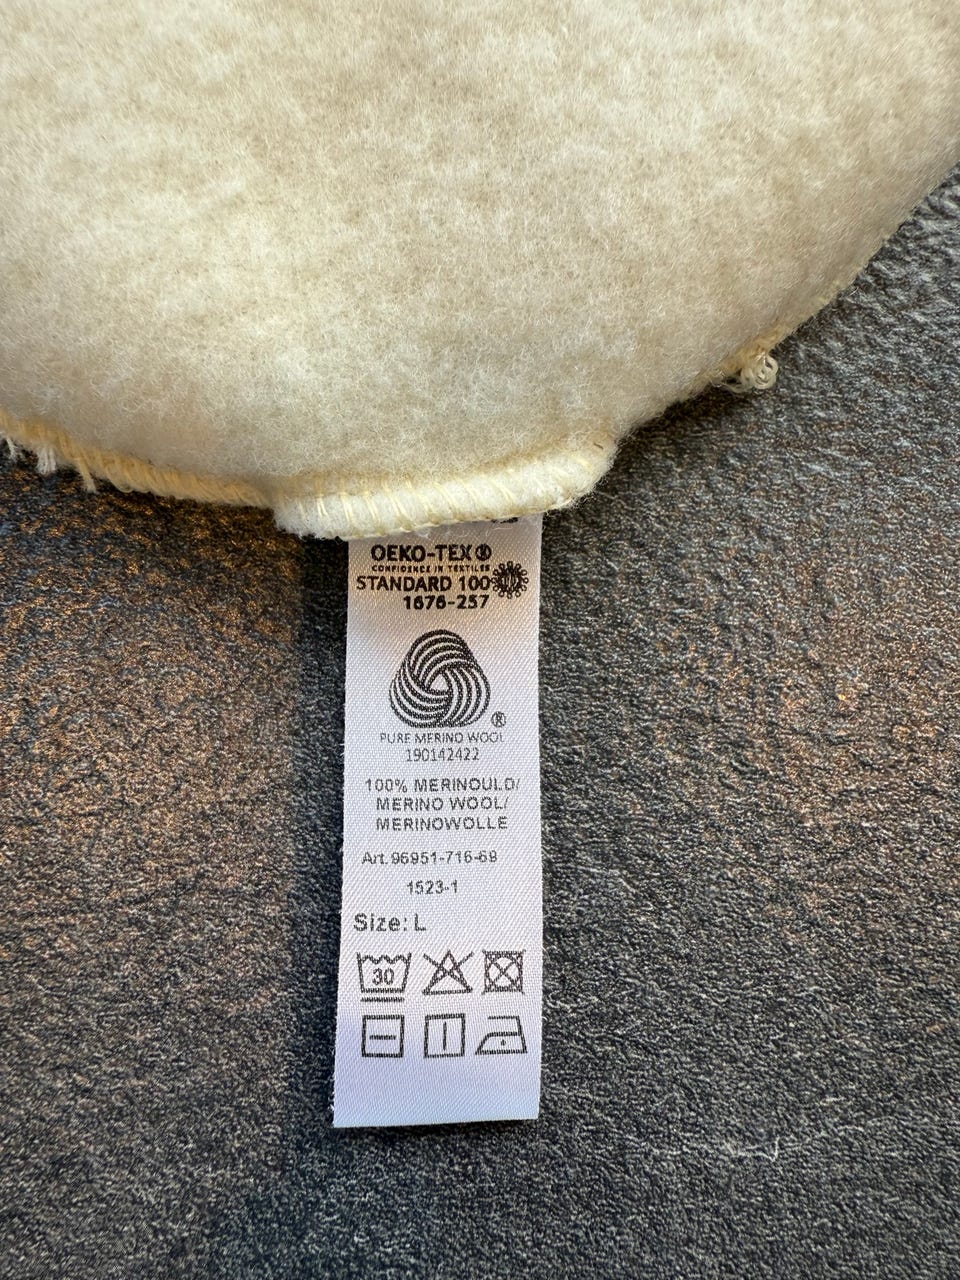 OEKO-TEX®
CONFIDENCE IN TEXTILES
STANDARD 100
1676-257
®
PURE MERINO WOOL
190142422
100% MERINOULD/
MERINO WOOL/
MERINOWOLLE
Art. 96951-716-69
1523-1
Size: L
30